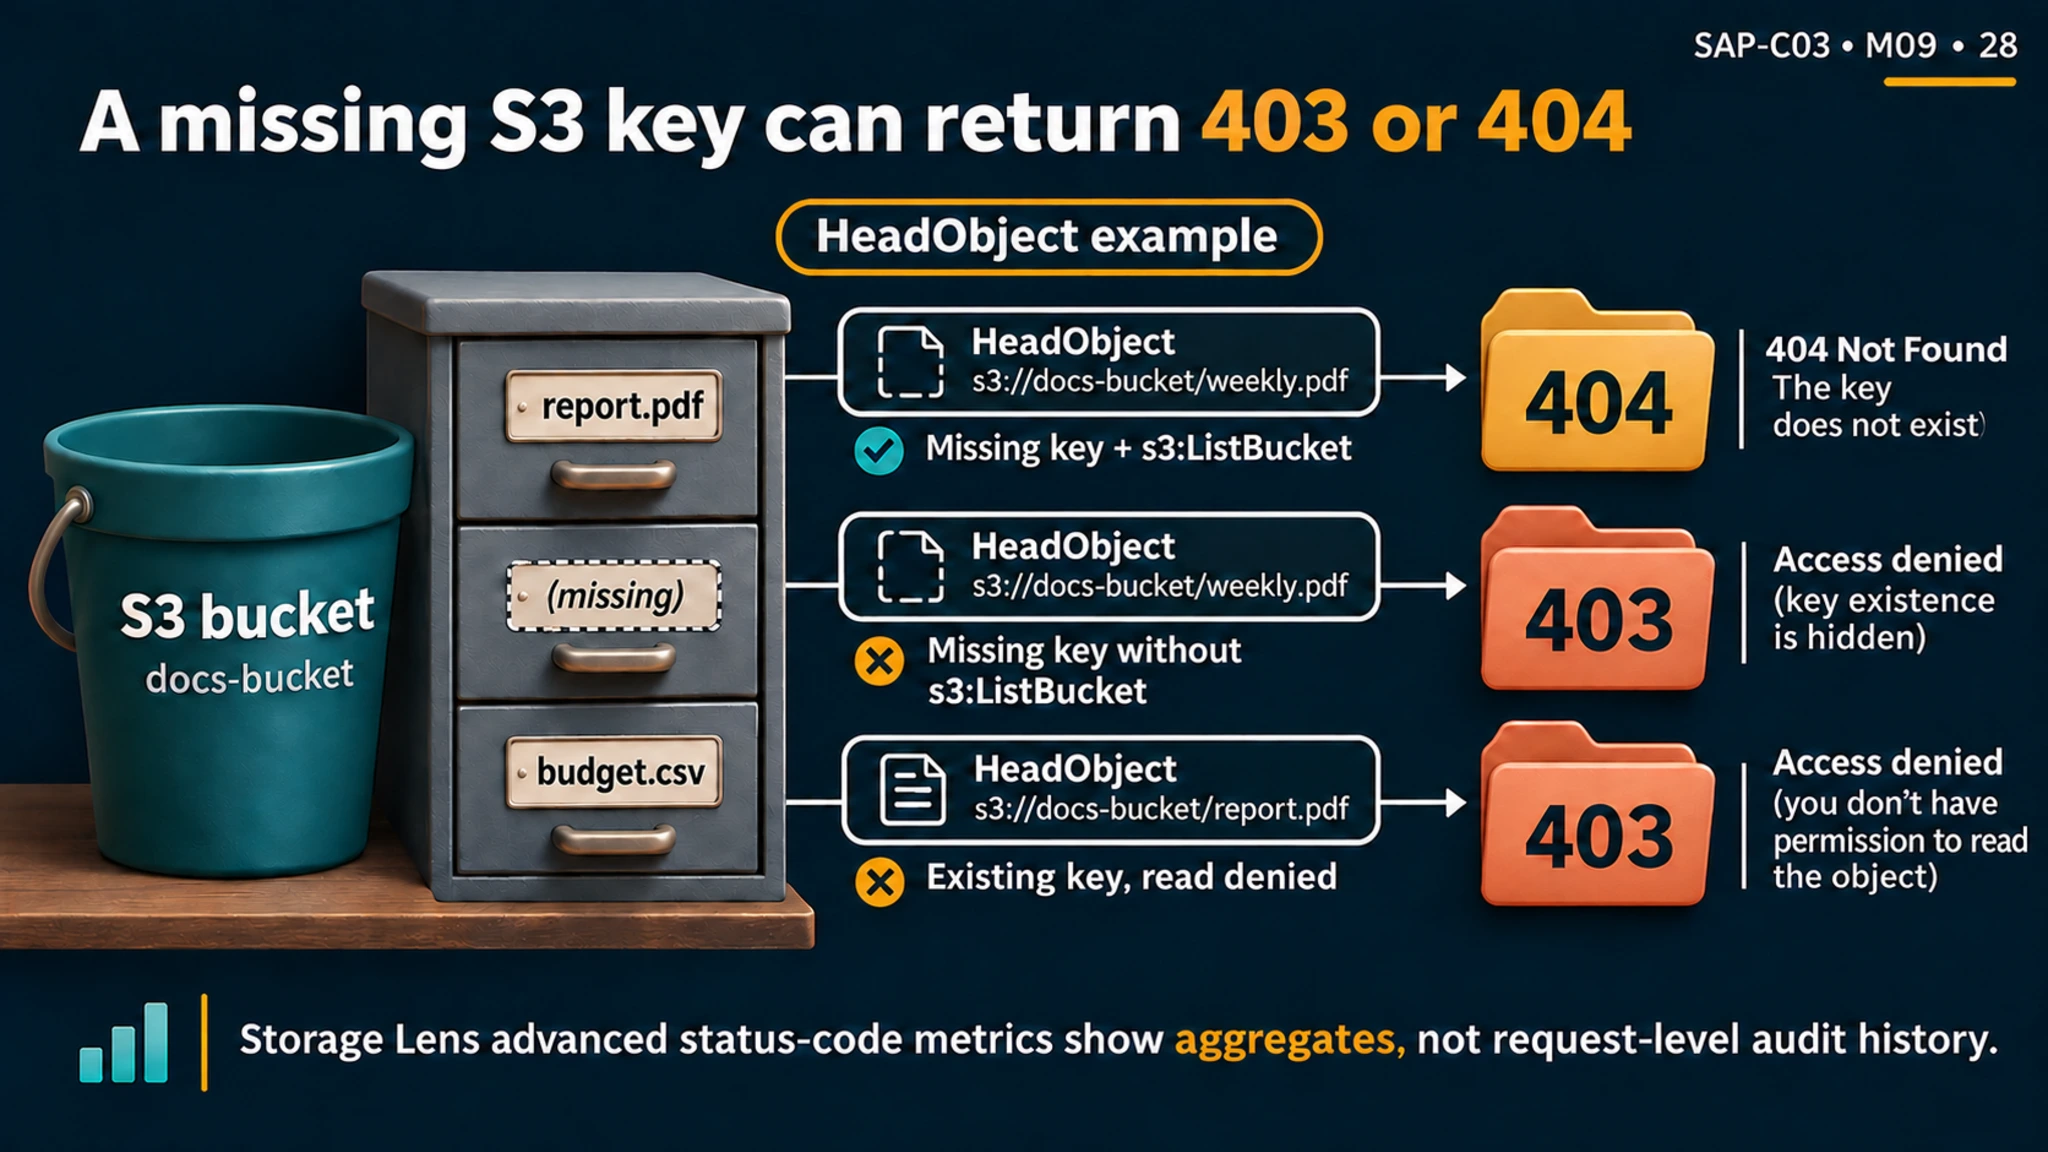 SAP-C03 • M09 • 28
A missing S3 key can return 403 or 404
HeadObject example
S3 bucket
docs-bucket
report.pdf
(missing)
budget.csv
HeadObject
s3://docs-bucket/weekly.pdf
Missing key + s3:ListBucket
404
404 Not Found
The key
does not exist)
HeadObject
s3://docs-bucket/weekly.pdf
Missing key without
s3:ListBucket
403
Access denied
(key existence
is hidden)
HeadObject
s3://docs-bucket/report.pdf
Existing key, read denied
403
Access denied
(you don't have
permission to read
the object)
Storage Lens advanced status-code metrics show aggregates, not request-level audit history.